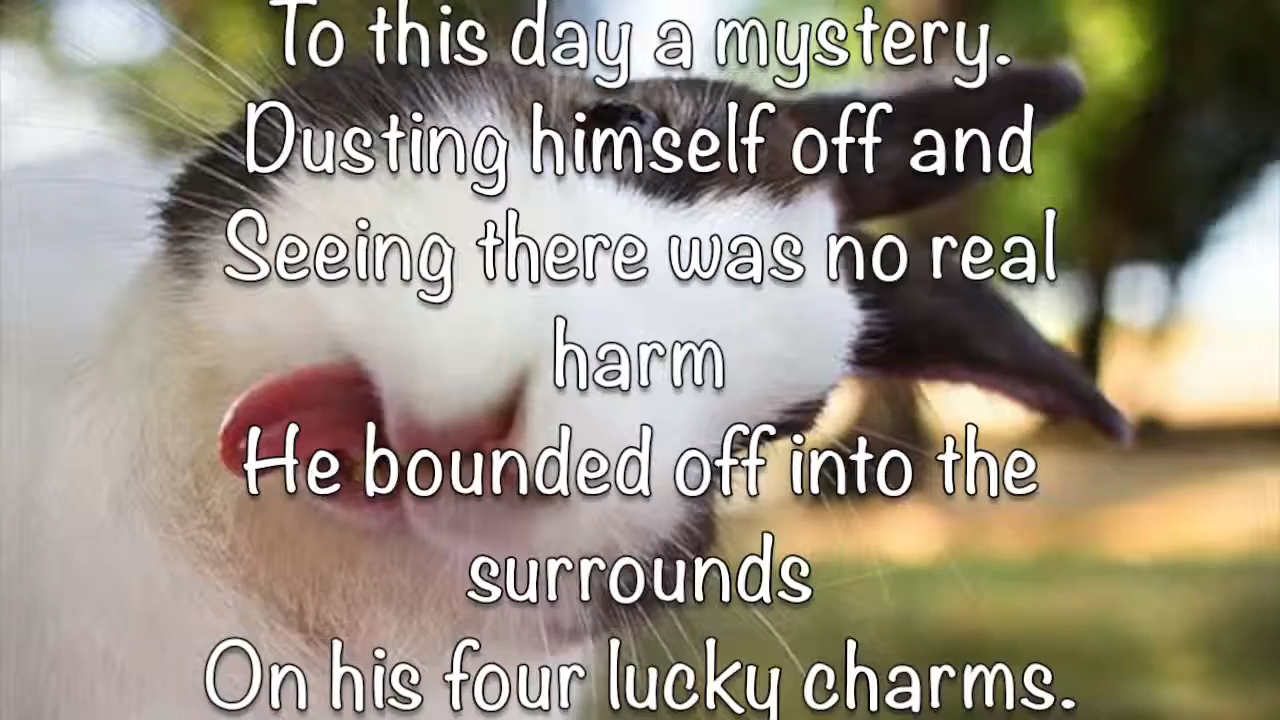 To this day a mystery.
Dusting himself off and
Seeing there was no real
harm
He bounded off into the
surrounds
On his four lucky charms.